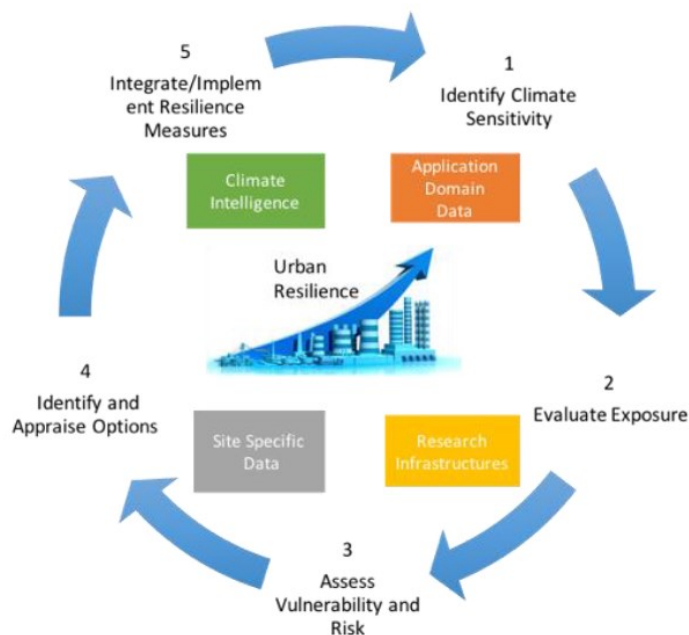 5
Integrate/Implem
ent Resilience
Measures
1
Identify Climate
Sensitivity
Climate
Intelligence
Application
Domain
Data
Urban
Resilience
4
Identify and
Appraise Options
2
Evaluate Exposure
Site Specific
Data
Research
Infrastructures
3
Assess
Vulnerability and
Risk